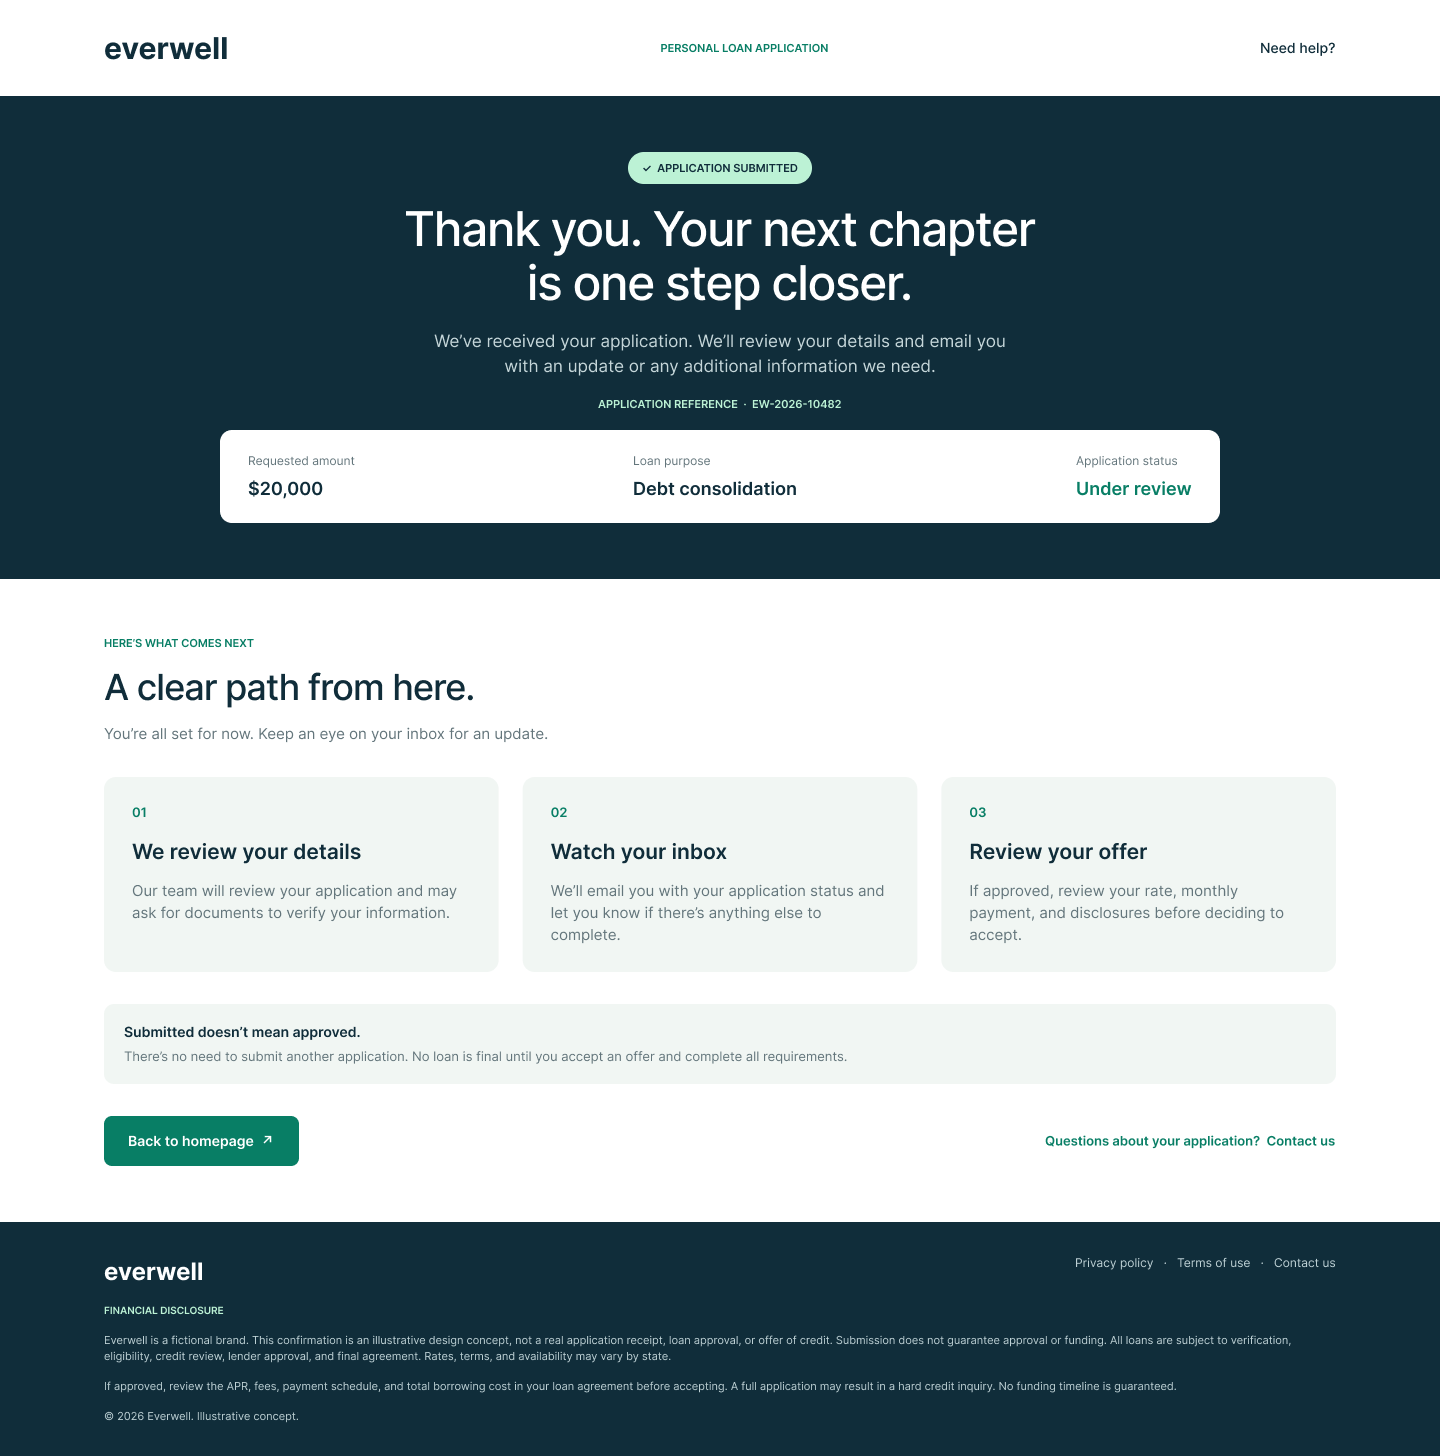 everwell
PERSONAL LOAN APPLICATION
Need help?
✓ APPLICATION SUBMITTED
Thank you. Your next chapter
is one step closer.
We’ve received your application. We’ll review your details and email you
with an update or any additional information we need.
APPLICATION REFERENCE · EW-2026-10482
Requested amount
$20,000
Loan purpose
Debt consolidation
Application status
Under review
HERE’S WHAT COMES NEXT
A clear path from here.
You’re all set for now. Keep an eye on your inbox for an update.
01
We review your details
Our team will review your application and may
ask for documents to verify your information.
02
Watch your inbox
We’ll email you with your application status and
let you know if there’s anything else to
complete.
03
Review your offer
If approved, review your rate, monthly
payment, and disclosures before deciding to
accept.
Submitted doesn’t mean approved.
There’s no need to submit another application. No loan is final until you accept an offer and complete all requirements.
Back to homepage ↗
Questions about your application? Contact us
everwell
Privacy policy · Terms of use · Contact us
FINANCIAL DISCLOSURE
Everwell is a fictional brand. This confirmation is an illustrative design concept, not a real application receipt, loan approval, or offer of credit. Submission does not guarantee approval or funding. All loans are subject to verification,
eligibility, credit review, lender approval, and final agreement. Rates, terms, and availability may vary by state.
If approved, review the APR, fees, payment schedule, and total borrowing cost in your loan agreement before accepting. A full application may result in a hard credit inquiry. No funding timeline is guaranteed.
© 2026 Everwell. Illustrative concept.